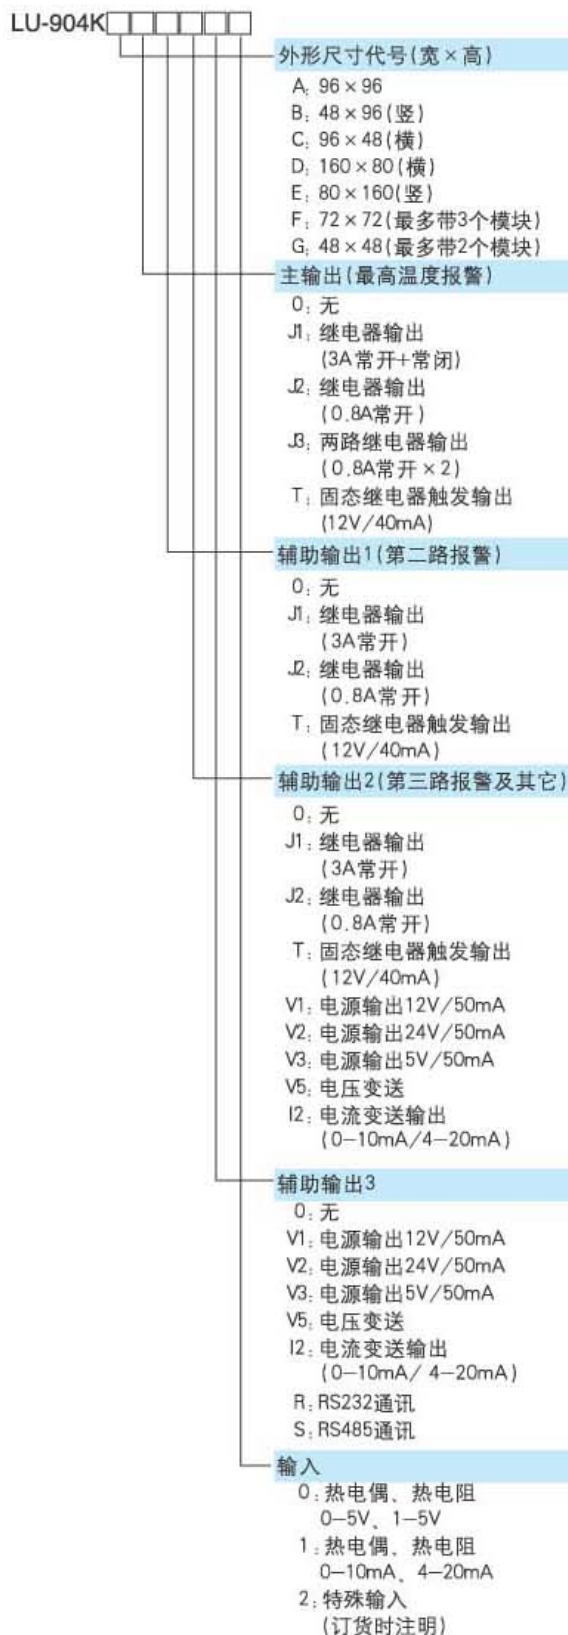 LU-904K□□□□□□
外形尺寸代号(宽×高)
A: 96×96
B: 48×96(竖)
C: 96×48(横)
D: 160×80(横)
E: 80×160(竖)
F: 72×72(最多带3个模块)
G: 48×48(最多带2个模块)
主输出(最高温度报警)
0: 无
J1: 继电器输出
(3A常开+常闭)
J2: 继电器输出
(0.8A常开)
J3: 两路继电器输出
(0.8A常开×2)
T: 固态继电器触发输出
(12V/40mA)
辅助输出1(第二路报警)
0: 无
J1: 继电器输出
(3A常开)
J2: 继电器输出
(0.8A常开)
T: 固态继电器触发输出
(12V/40mA)
辅助输出2(第三路报警及其它)
0: 无
J1: 继电器输出
(3A常开)
J2: 继电器输出
(0.8A常开)
T: 固态继电器触发输出
(12V/40mA)
V1: 电源输出12V/50mA
V2: 电源输出24V/50mA
V3: 电源输出5V/50mA
V5: 电压变送
I2: 电流变送输出
(0-10mA/4-20mA)
辅助输出3
0: 无
V1: 电源输出12V/50mA
V2: 电源输出24V/50mA
V3: 电源输出5V/50mA
V5: 电压变送
I2: 电流变送输出
(0-10mA/ 4-20mA)
R: RS232通讯
S: RS485通讯
输入
0: 热电偶、热电阻
0-5V、1-5V
1: 热电偶、热电阻
0-10mA、4-20mA
2: 特殊输入
(订货时注明)